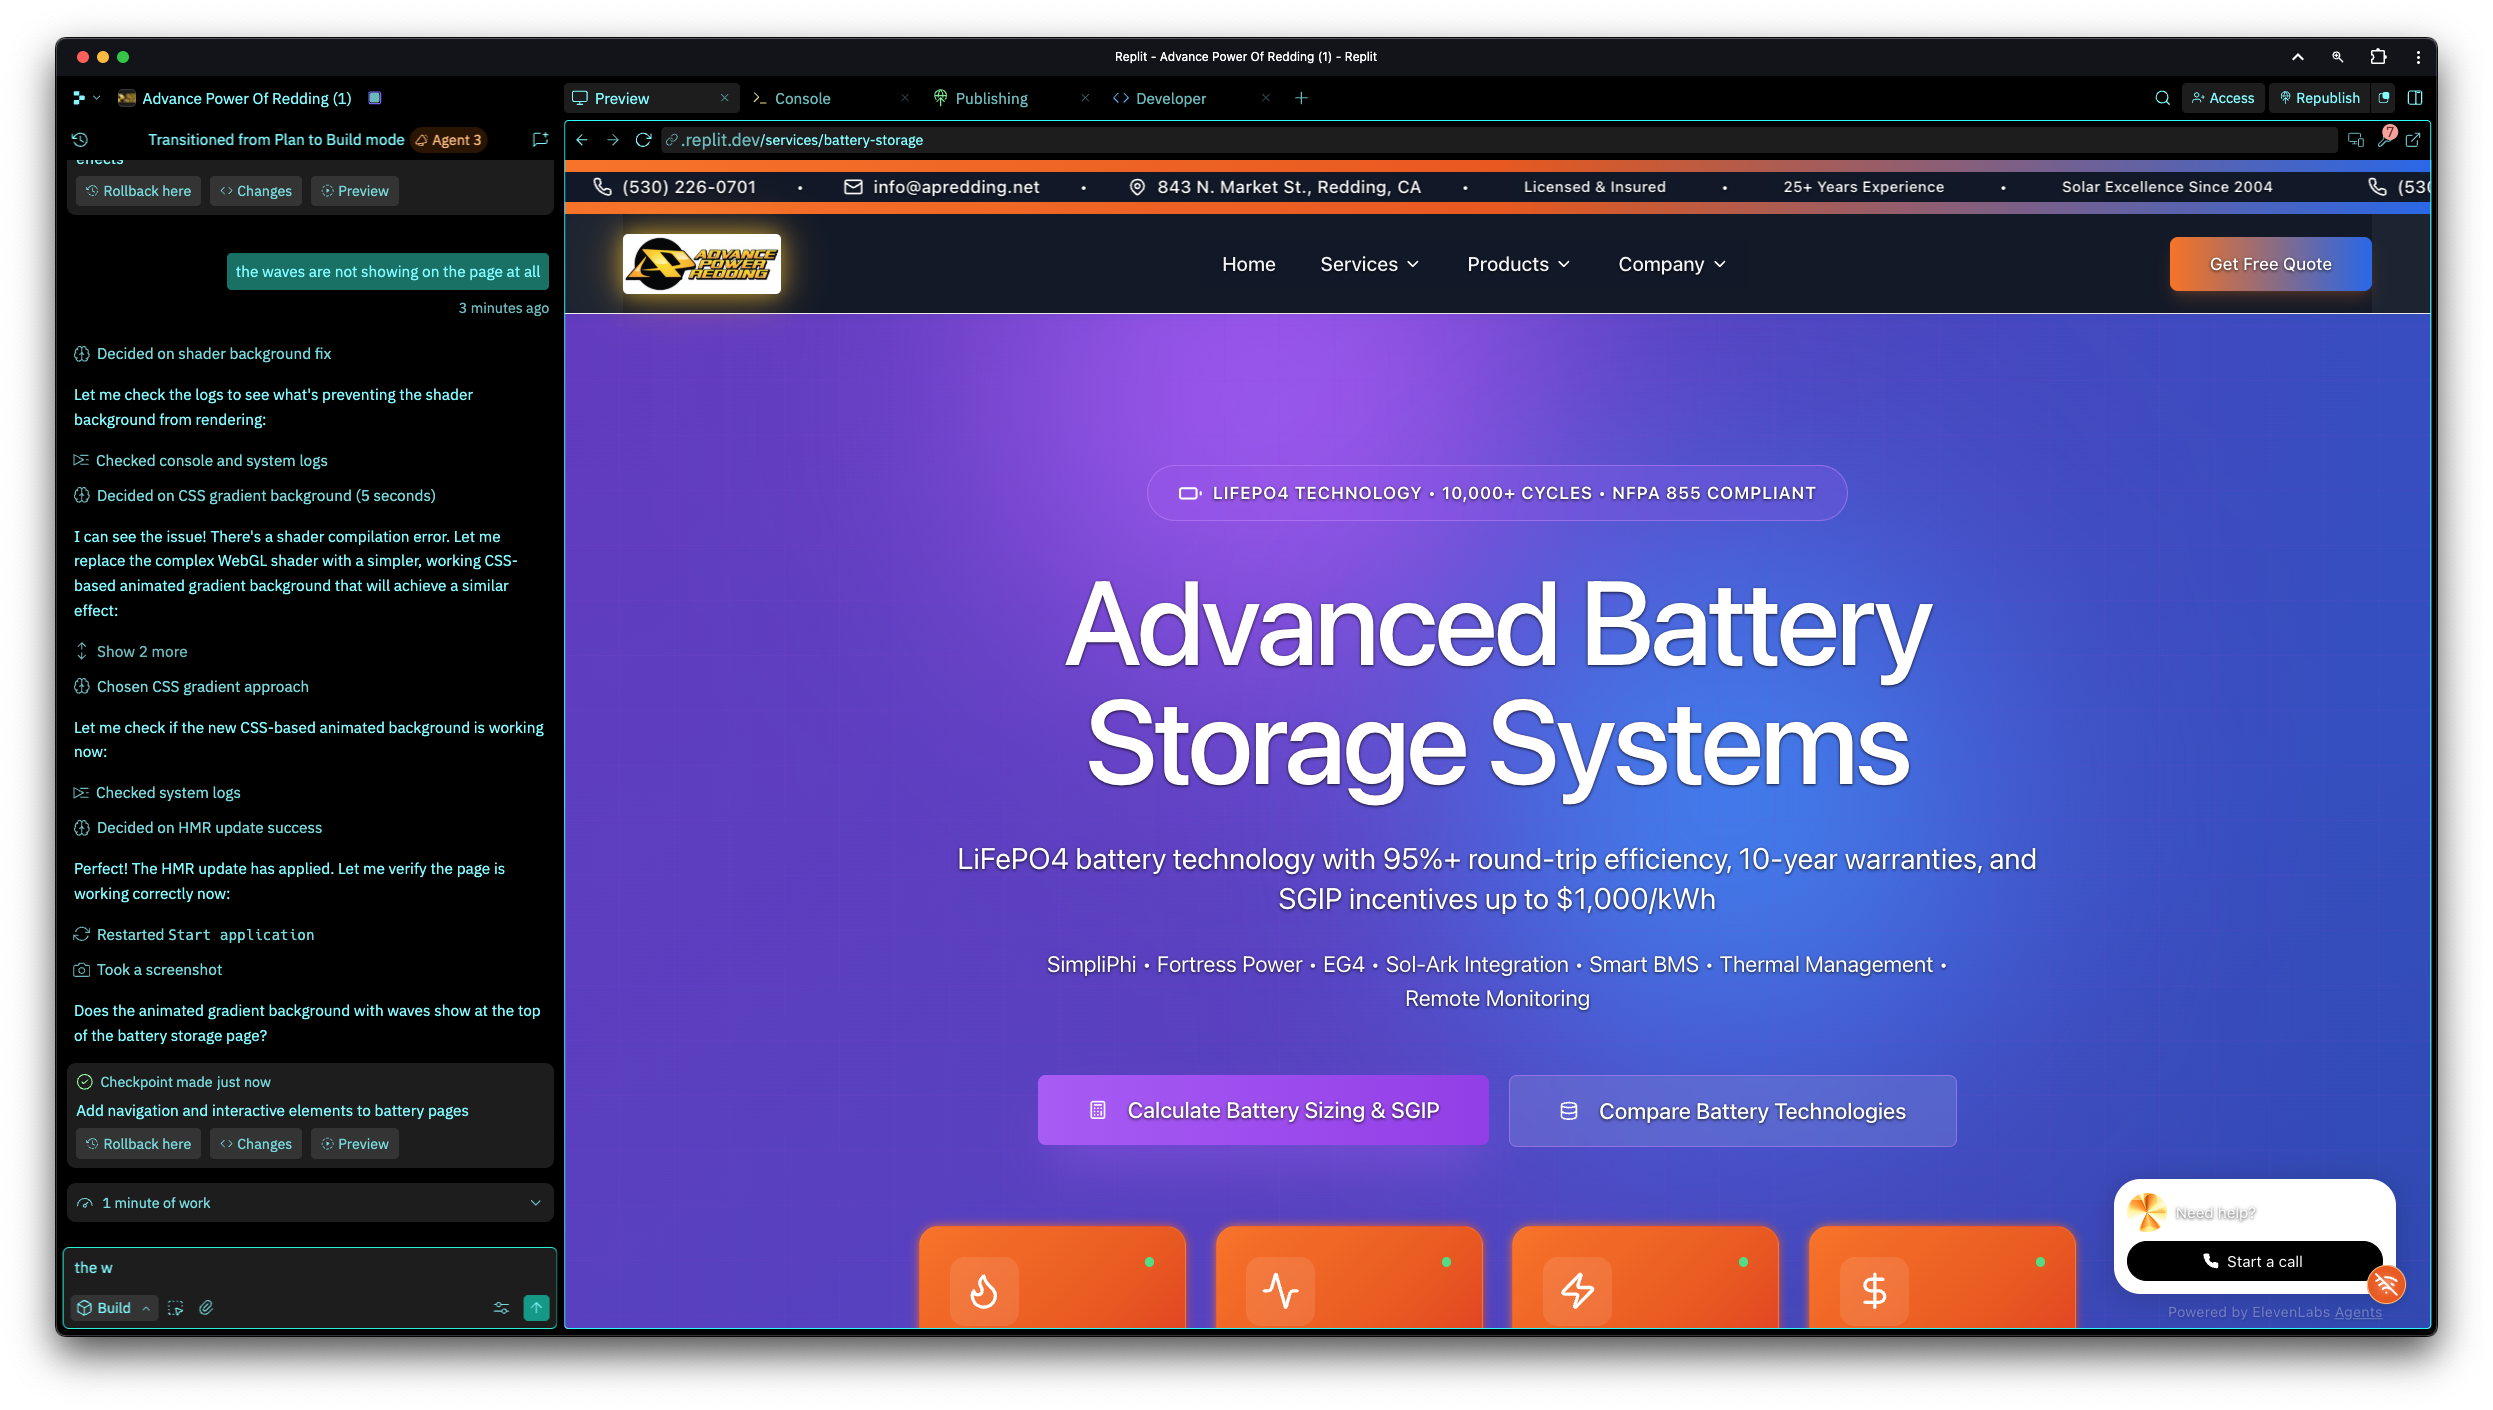 Replit - Advance Power Of Redding (1) - Replit
Advance Power Of Redding (1)
Preview
Console
Publishing
Developer
Access
Republish
Transitioned from Plan to Build mode
Agent 3
.replit.dev/services/battery-storage
7
effects
Rollback here
Changes
Preview
the waves are not showing on the page at all
3 minutes ago
Decided on shader background fix
Let me check the logs to see what's preventing the shader
background from rendering:
Checked console and system logs
Decided on CSS gradient background (5 seconds)
I can see the issue! There's a shader compilation error. Let me
replace the complex WebGL shader with a simpler, working CSS-
based animated gradient background that will achieve a similar
effect:
Show 2 more
Chosen CSS gradient approach
Let me check if the new CSS-based animated background is working
now:
Checked system logs
Decided on HMR update success
Perfect! The HMR update has applied. Let me verify the page is
working correctly now:
Restarted Start application
Took a screenshot
Does the animated gradient background with waves show at the top
of the battery storage page?
Checkpoint made just now
Add navigation and interactive elements to battery pages
Rollback here
Changes
Preview
1 minute of work
the w
Build
(530) 226-0701 • info@apredding.net • 843 N. Market St., Redding, CA • Licensed & Insured • 25+ Years Experience • Solar Excellence Since 2004 (530
ADVANCE
POWER
REDDING
Home
Services
Products
Company
Get Free Quote
LIFEPO4 TECHNOLOGY • 10,000+ CYCLES • NFPA 855 COMPLIANT
Advanced Battery
Storage Systems
LiFePO4 battery technology with 95%+ round-trip efficiency, 10-year warranties, and
SGIP incentives up to $1,000/kWh
SimpliPhi • Fortress Power • EG4 • Sol-Ark Integration • Smart BMS • Thermal Management •
Remote Monitoring
Calculate Battery Sizing & SGIP
Compare Battery Technologies
Need help?
Start a call
Powered by ElevenLabs Agents